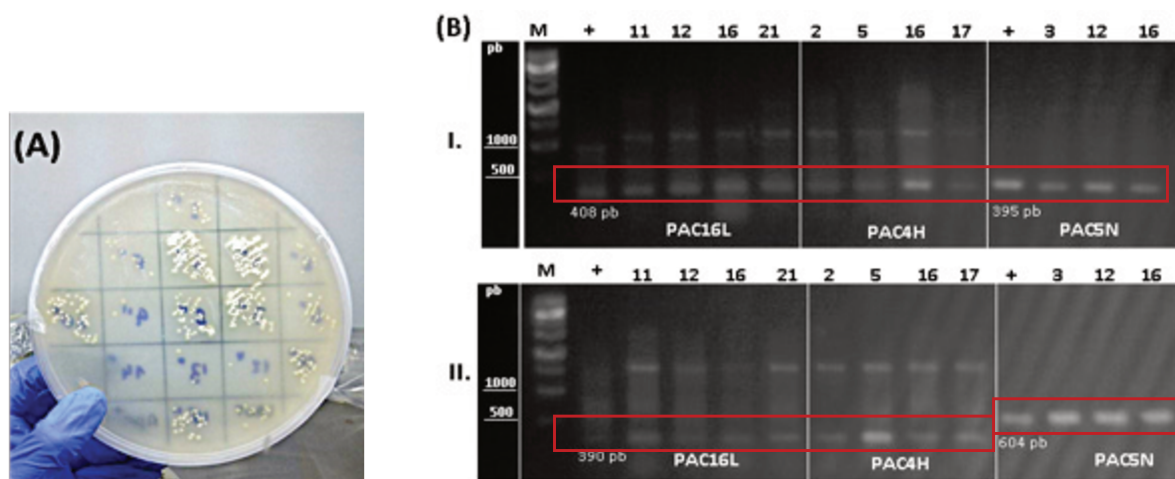 (A)
(B)
M + 11 12 16 21 2 5 16 17 + 3 12 16
pb
I.
1000
500
408 pb
395 pb
PAC16L PAC4H PAC5N
M + 11 12 16 21 2 5 16 17 + 3 12 16
pb
II.
1000
500
390 pb
604 pb
PAC16L PAC4H PAC5N